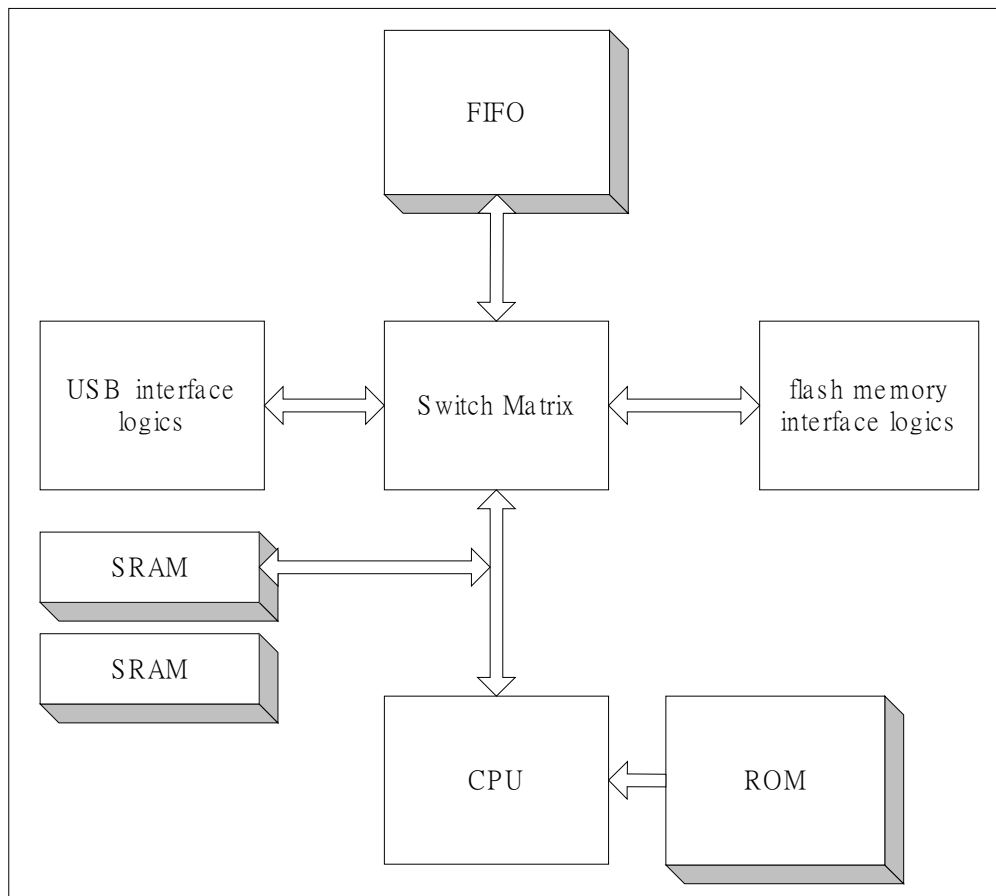 FIFO
USB interface
logics
Switch Matrix
flash memory
interface logics
SRAM
SRAM
CPU
ROM